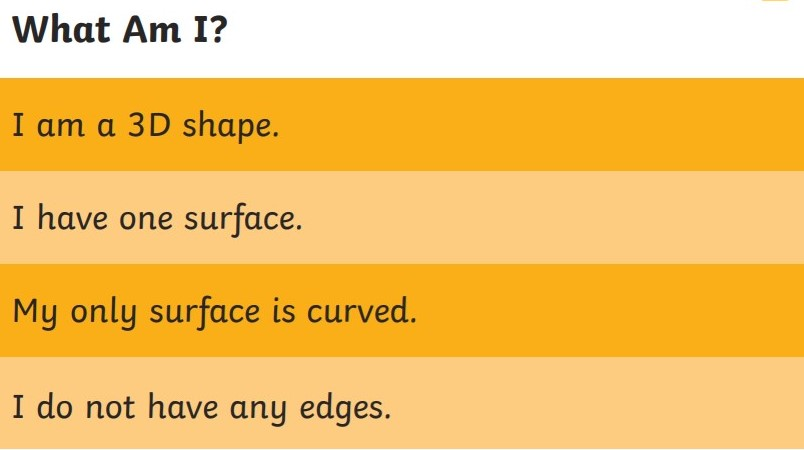 What Am I?
I am a 3D shape.
I have one surface.
My only surface is curved.
I do not have any edges.